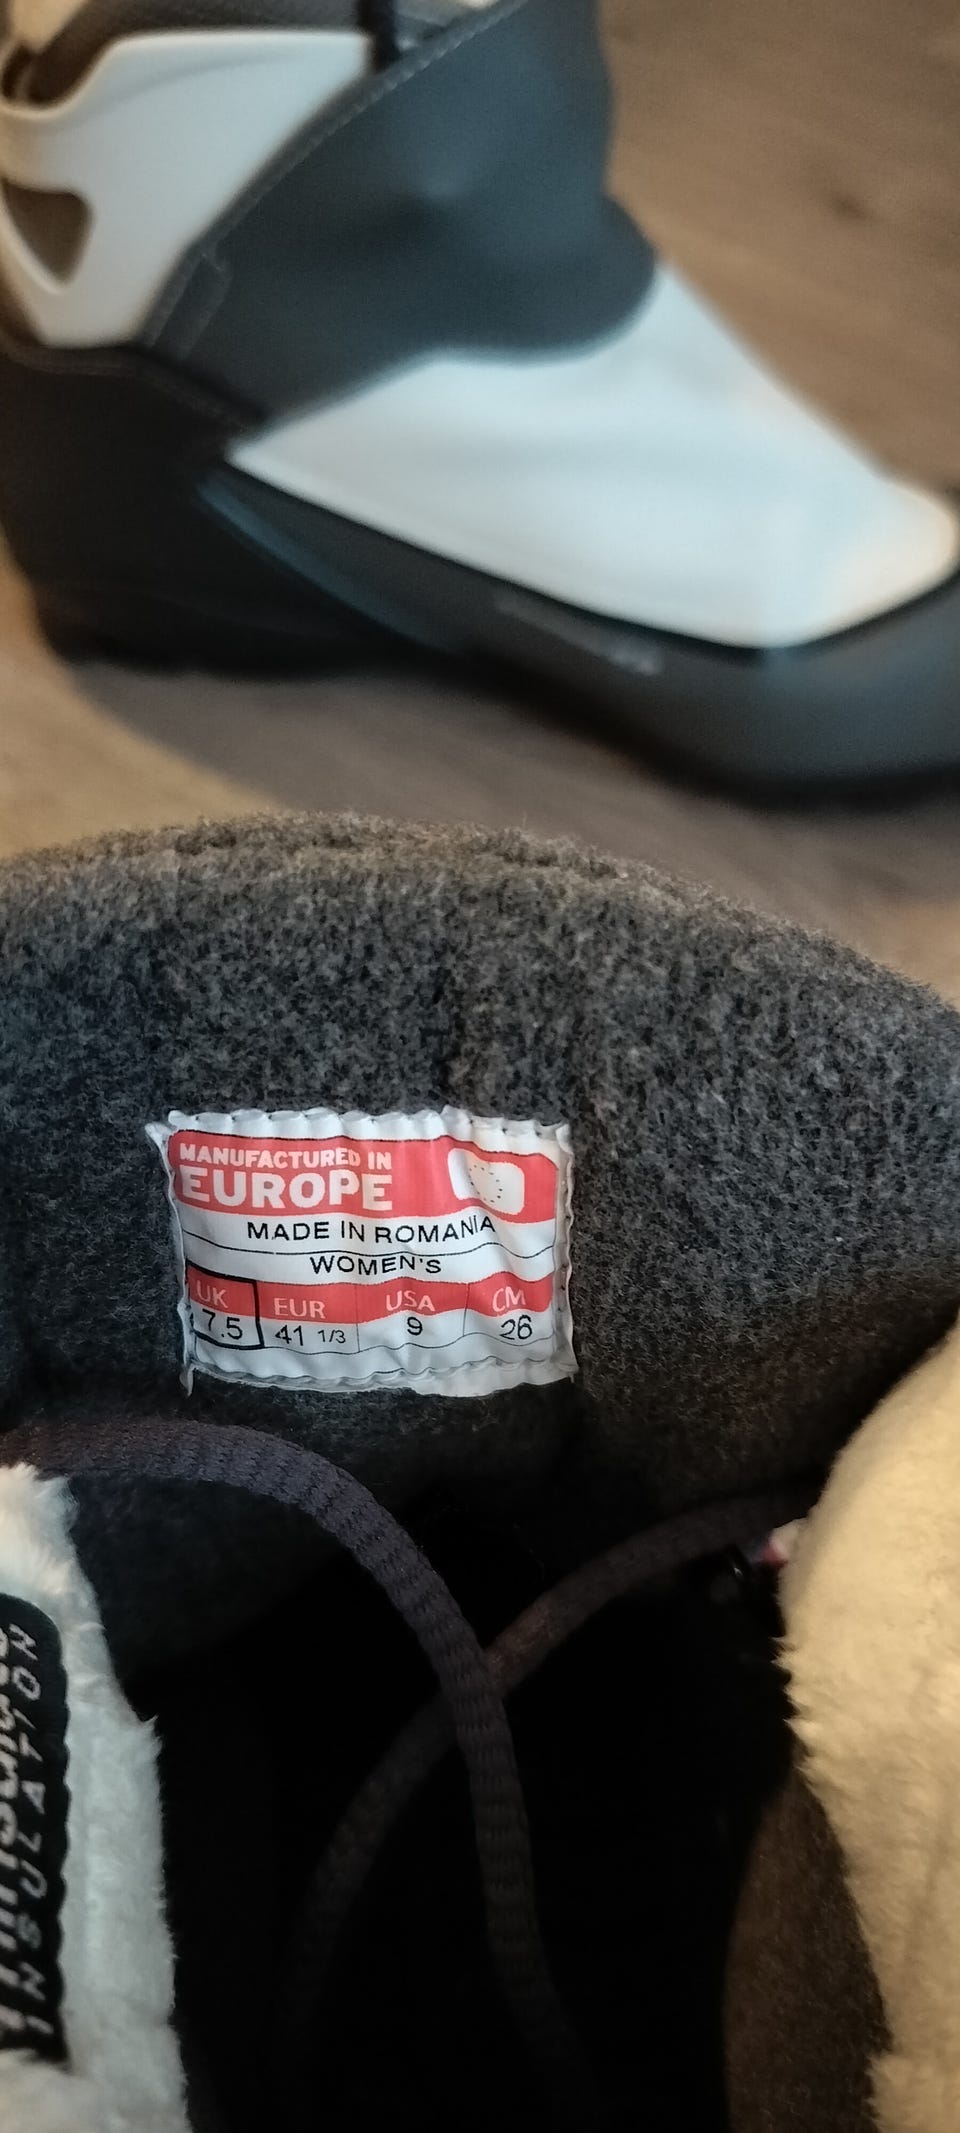 MANUFACTURED IN
EUROPE
MADE IN ROMANIA
WOMEN'S
UK EUR USA CM
7.5 41 1/3 9 26
INSULATION